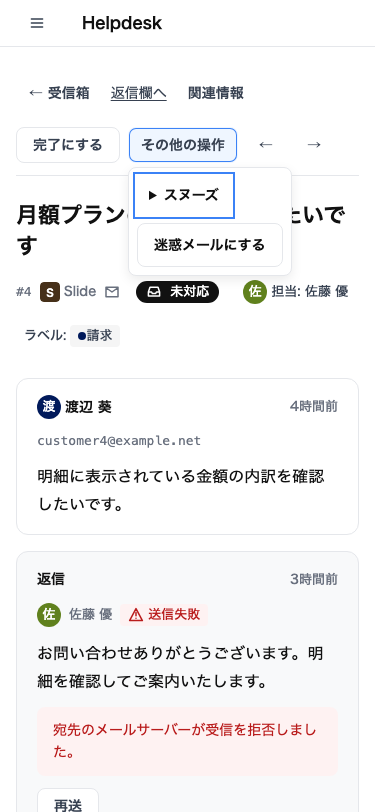 Helpdesk
← 受信箱 返信欄へ 関連情報
完了にする その他の操作 ← →
▶ スヌーズ
迷惑メールにする
月額プラン いで
す
#4 S Slide 未対応 佐 担当: 佐藤 優
ラベル: 請求
渡 渡辺 葵 4時間前
customer4@example.net
明細に表示されている金額の内訳を確認
したいです。
返信 3時間前
佐 佐藤 優 送信失敗
お問い合わせありがとうございます。明
細を確認してご案内いたします。
宛先のメールサーバーが受信を拒否しまし
た。
再送